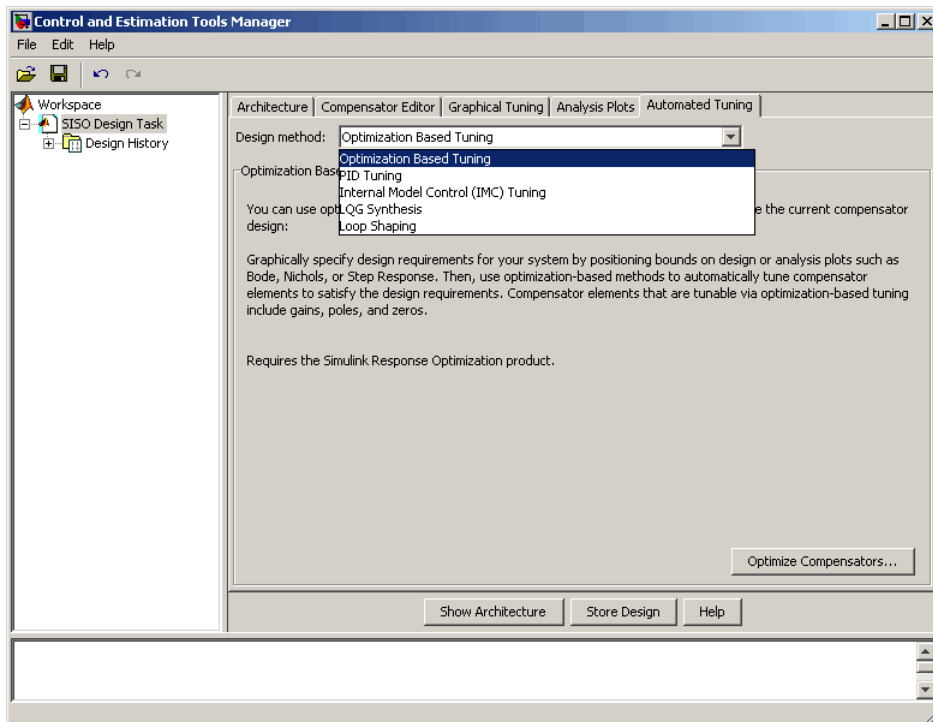 Control and Estimation Tools Manager
File Edit Help
Workspace
SISO Design Task
Design History
Architecture Compensator Editor Graphical Tuning Analysis Plots Automated Tuning
Design method: Optimization Based Tuning
Optimization Based Tuning
PID Tuning
Internal Model Control (IMC) Tuning
LQG Synthesis
Loop Shaping
Optimization Bas
You can use opt e the current compensator
design:
Graphically specify design requirements for your system by positioning bounds on design or analysis plots such as
Bode, Nichols, or Step Response. Then, use optimization-based methods to automatically tune compensator
elements to satisfy the design requirements. Compensator elements that are tunable via optimization-based tuning
include gains, poles, and zeros.
Requires the Simulink Response Optimization product.
Optimize Compensators...
Show Architecture Store Design Help